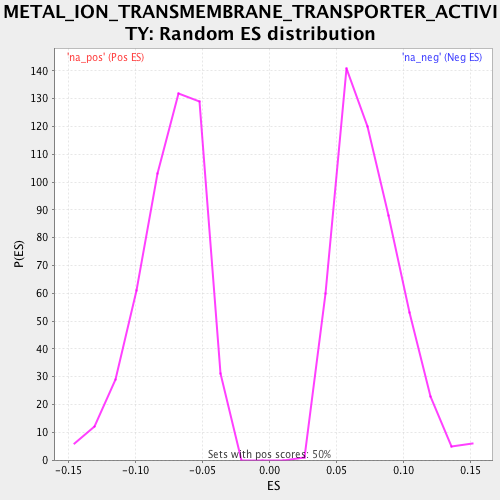 METAL_ION_TRANSMEMBRANE_TRANSPORTER_ACTIVI
TY: Random ES distribution
'na_pos' (Pos ES)
'na_neg' (Neg ES)
140
130
120
110
100
90
80
70
60
50
40
30
20
10
0
P(ES)
Sets with pos scores: 50%
-0.15 -0.10 -0.05 0.00 0.05 0.10 0.15
ES